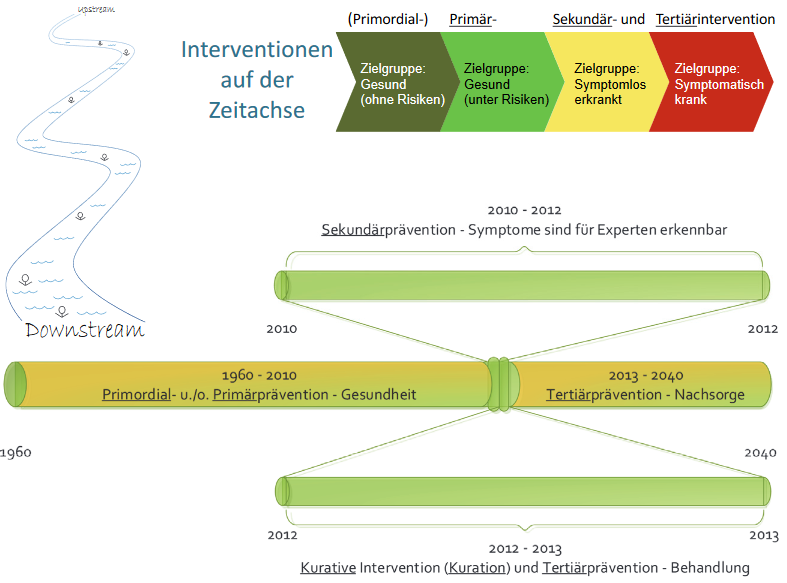 Upstream
Interventionen
auf der
Zeitachse
(Primordial-) Primär- Sekundär- und Tertiärintervention
Zielgruppe:
Gesund
(ohne Risiken)
Zielgruppe:
Gesund
(unter Risiken)
Zielgruppe:
Symptomlos
erkrankt
Zielgruppe:
Symptomatisch
krank
2010 - 2012
Sekundärprävention - Symptome sind für Experten erkennbar
Downstream
2010
2012
1960 - 2010
Primordial- u./o. Primärprävention - Gesundheit
2013 - 2040
Tertiärprävention - Nachsorge
1960
2040
2012
2013
2012 - 2013
Kurative Intervention (Kuration) und Tertiärprävention - Behandlung